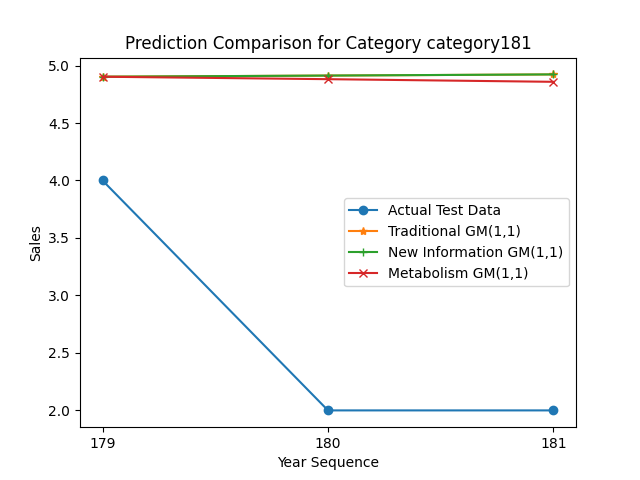 Prediction Comparison for Category category181
5.0
4.5
4.0
3.5
3.0
2.5
2.0
Sales
Actual Test Data
Traditional GM(1,1)
New Information GM(1,1)
Metabolism GM(1,1)
179
180
181
Year Sequence